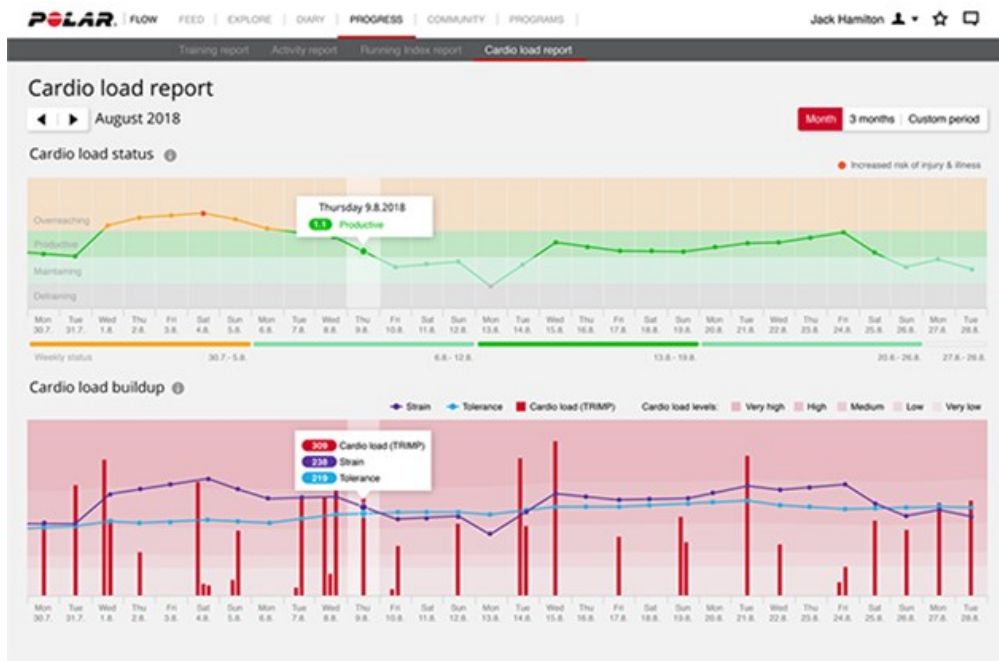 POLAR. FLOW FEED EXPLORE DIARY PROGRESS COMMUNITY PROGRAMS Jack Hamilton
Training report Activity report Running Index report Cardio load report
Cardio load report
August 2018 Month 3 months Custom period
Cardio load status
Increased risk of injury & illness
Thursday 9.8.2018
1.1 Productive
Overreaching
Productive
Maintaining
Detraining
Mon Tue Wed Thu Fri Sat Sun Mon Tue Wed Thu Fri Sat Sun Mon Tue Wed Thu Fri Sat Sun Mon Tue Wed Thu Fri Sat Sun Mon Tue
30.7. 31.7. 1.8. 2.8. 3.8. 4.8. 5.8. 6.8. 7.8. 8.8. 9.8. 10.8. 11.8. 12.8. 13.8. 14.8. 15.8. 16.8. 17.8. 18.8. 19.8. 20.8. 21.8. 22.8. 23.8. 24.8. 25.8. 26.8. 27.8. 28.8.
Weekly status 30.7.- 5.8. 6.8.- 12.8. 13.8.- 19.8. 20.8.- 26.8. 27.8.- 28.8.
Cardio load buildup
Strain Tolerance Cardio load (TRIMP) Cardio load levels: Very high High Medium Low Very low
309 Cardio load (TRIMP)
238 Strain
219 Tolerance
Mon Tue Wed Thu Fri Sat Sun Mon Tue Wed Thu Fri Sat Sun Mon Tue Wed Thu Fri Sat Sun Mon Tue Wed Thu Fri Sat Sun Mon Tue
30.7. 31.7. 1.8. 2.8. 3.8. 4.8. 5.8. 6.8. 7.8. 8.8. 9.8. 10.8. 11.8. 12.8. 13.8. 14.8. 15.8. 16.8. 17.8. 18.8. 19.8. 20.8. 21.8. 22.8. 23.8. 24.8. 25.8. 26.8. 27.8. 28.8.